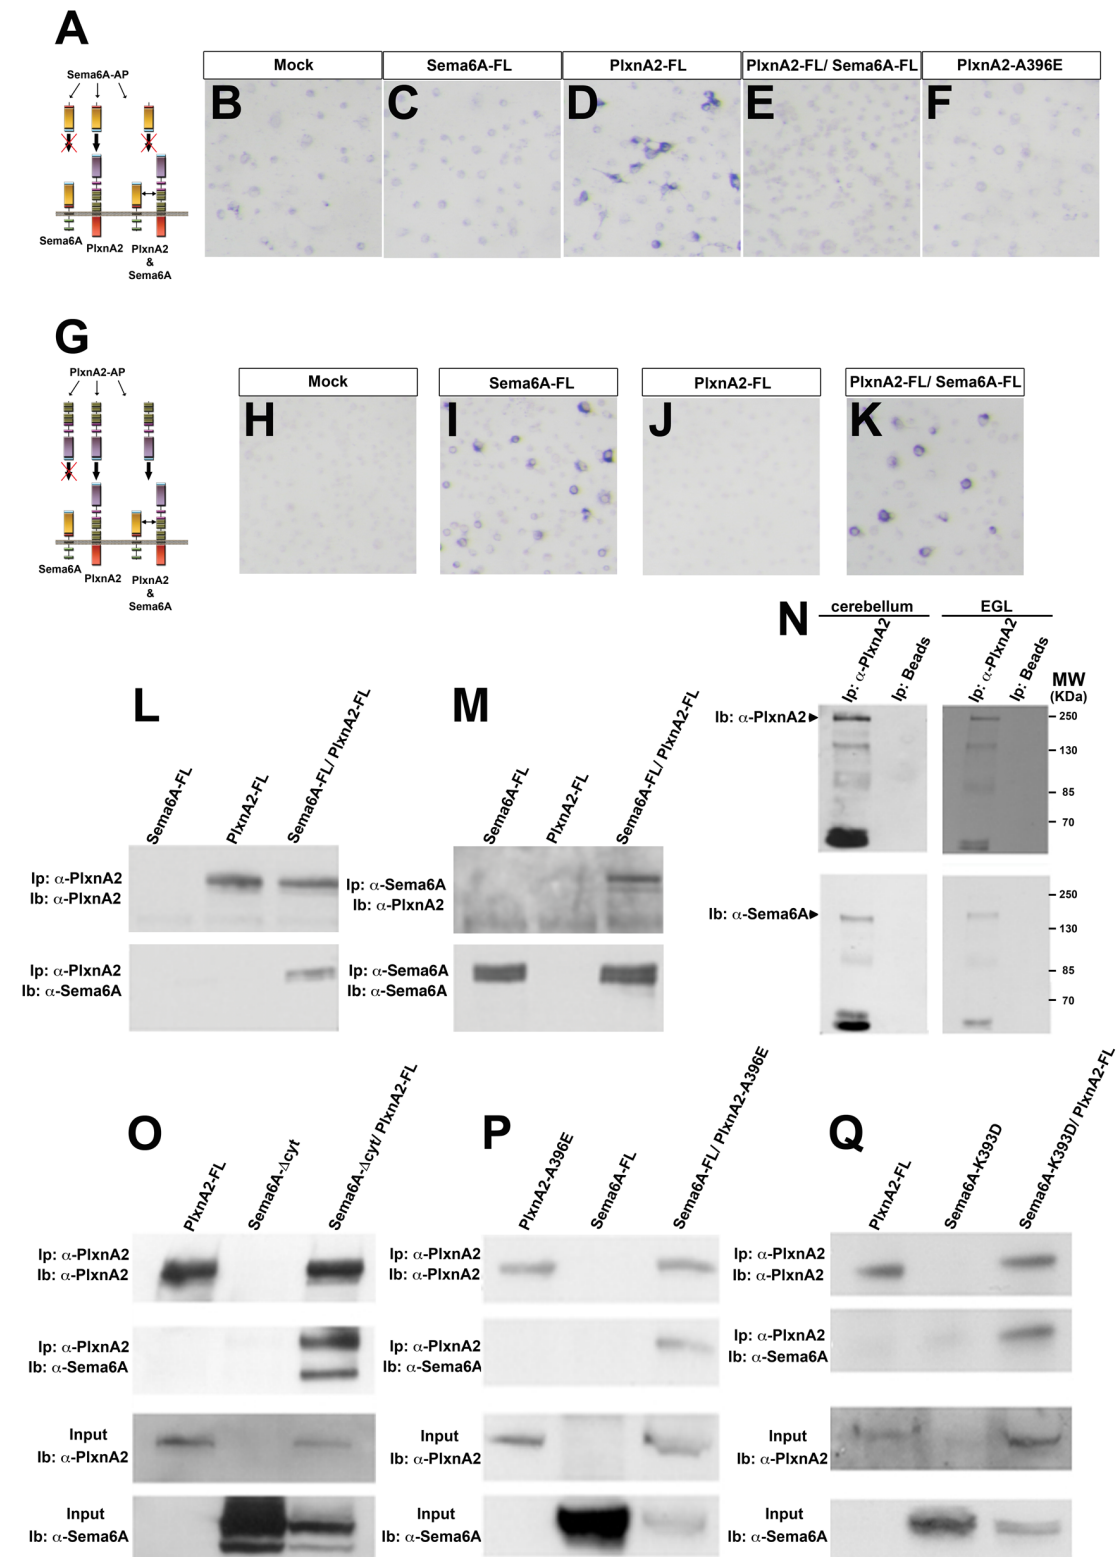 A
Sema6A-AP
Sema6A
PlxnA2
PlxnA2
&
Sema6A
Mock
Sema6A-FL
PlxnA2-FL
PlxnA2-FL/ Sema6A-FL
PlxnA2-A396E
B
C
D
E
F
G
PlxnA2-AP
Sema6A
PlxnA2
PlxnA2
&
Sema6A
Mock
Sema6A-FL
PlxnA2-FL
PlxnA2-FL/ Sema6A-FL
H
I
J
K
L
Sema6A-FL
PlxnA2-FL
Sema6A-FL/ PlxnA2-FL
Ip: α-PlxnA2
Ib: α-PlxnA2
Ip: α-PlxnA2
Ib: α-Sema6A
M
Sema6A-FL
PlxnA2-FL
Sema6A-FL/ PlxnA2-FL
Ip: α-Sema6A
Ib: α-PlxnA2
Ip: α-Sema6A
Ib: α-Sema6A
N
cerebellum
EGL
Ip: α-PlxnA2
Ip: Beads
Ip: α-PlxnA2
Ip: Beads
MW
(KDa)
Ib: α-PlxnA2
250
130
85
70
Ib: α-Sema6A
250
130
85
70
O
PlxnA2-FL
Sema6A-Δcyt
Sema6A-Δcyt/ PlxnA2-FL
Ip: α-PlxnA2
Ib: α-PlxnA2
Ip: α-PlxnA2
Ib: α-Sema6A
Input
Ib: α-PlxnA2
Input
Ib: α-Sema6A
P
PlxnA2-A396E
Sema6A-FL
Sema6A-FL/ PlxnA2-A396E
Ip: α-PlxnA2
Ib: α-PlxnA2
Ip: α-PlxnA2
Ib: α-Sema6A
Input
Ib: α-PlxnA2
Input
Ib: α-Sema6A
Q
PlxnA2-FL
Sema6A-K393D
Sema6A-K393D/ PlxnA2-FL
Ip: α-PlxnA2
Ib: α-PlxnA2
Ip: α-PlxnA2
Ib: α-Sema6A
Input
Ib: α-PlxnA2
Input
Ib: α-Sema6A